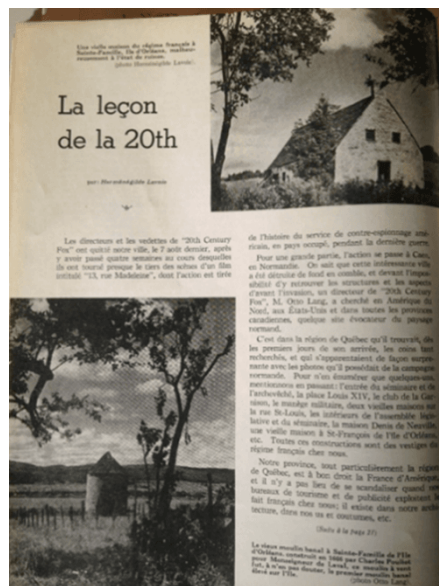 Une vieille maison du régime français à
Sainte-Famille, Ile d'Orléans, malheu-
reusement à l'état de ruines.
(photo Herménégilde Lavoie).
La leçon
de la 20th
par: Herménégilde Lavoie
Les directeurs et les vedettes de "20th Century
Fox" ont quitté notre ville, le 7 août dernier, après
y avoir passé quatre semaines au cours desquelles
ils ont tourné presque le tiers des scènes d'un film
intitulé "13, rue Madeleine", dont l'action est tirée
de l'histoire du service de contre-espionnage amé-
ricain, en pays occupé, pendant la dernière guerre.
Pour une grande partie, l'action se passe à Caen,
en Normandie. On sait que cette intéressante ville
a été détruite de fond en comble, et devant l'impos-
sibilité d'y retrouver les structures et les aspects
d'avant l'invasion, un directeur de "20th Century
Fox", M. Otto Lang, a cherché en Amérique du
Nord, aux États-Unis et dans toutes les provinces
canadiennes, quelque site évocateur du paysage
normand.
C'est dans la région de Québec qu'il trouvait, dès
les premiers jours de son arrivée, les coins tant
recherchés, et qui s'apparentaient de façon surpre-
nante avec les photos qu'il possédait de la campagne
normande. Pour n'en énumérer que quelques-uns,
mentionnons en passant: l'entrée du séminaire et de
l'archevêché, la place Louis XIV, le club de la Gar-
nison, le manège militaire, deux vieilles maisons sur
la rue St-Louis, les intérieurs de l'assemblée légis-
lative et du séminaire, la maison Denis de Neuville,
une vieille maison à St-François de l'Ile d'Orléans,
etc. Toutes ces constructions sont des vestiges du
régime français chez nous.
Notre province, tout particulièrement la région
de Québec, est à bon droit la France d'Amérique,
et il n'y a pas lieu de se scandaliser quand nos
bureaux de tourisme et de publicité exploitent le
fait français chez nous; il existe dans notre archi-
tecture, dans nos us et coutumes, etc.
(Suite à la page 27)
Le vieux moulin banal à Sainte-Famille de l'Ile
d'Orléans, construit en 1668 par Charles Pouliot
pour Monseigneur de Laval, ce moulin à vent
fut, à n'en pas douter, le premier moulin banal
élevé sur l'Ile.
(photo Otto Lang)